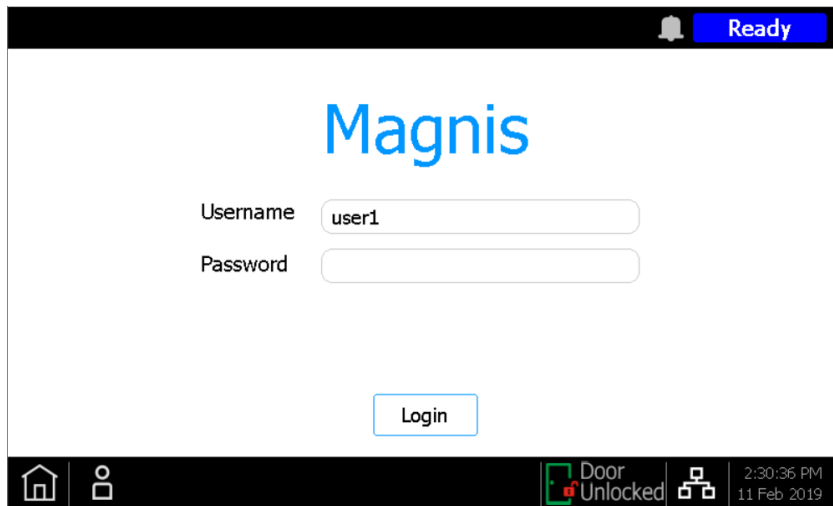 Ready
Magnis
Username
user1
Password
Login
Door
Unlocked
2:30:36 PM
11 Feb 2019